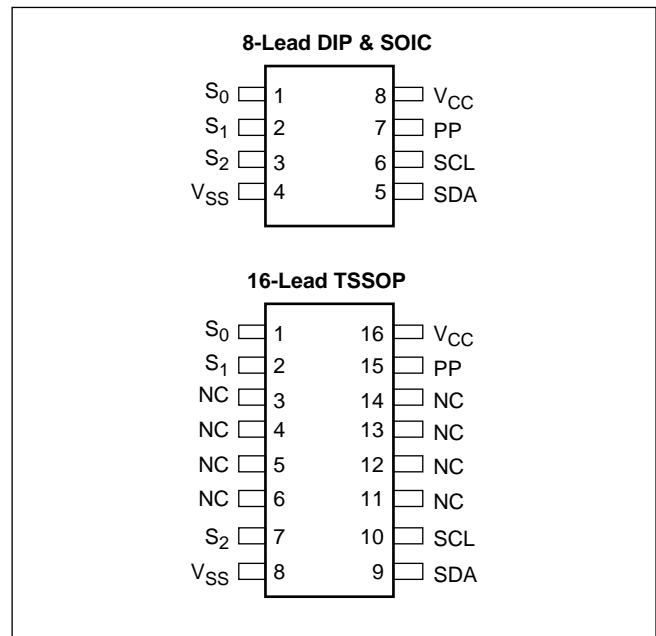 8-Lead DIP & SOIC
S0 1 8 VCC
S1 2 7 PP
S2 3 6 SCL
VSS 4 5 SDA
16-Lead TSSOP
S0 1 16 VCC
S1 2 15 PP
NC 3 14 NC
NC 4 13 NC
NC 5 12 NC
NC 6 11 NC
S2 7 10 SCL
VSS 8 9 SDA